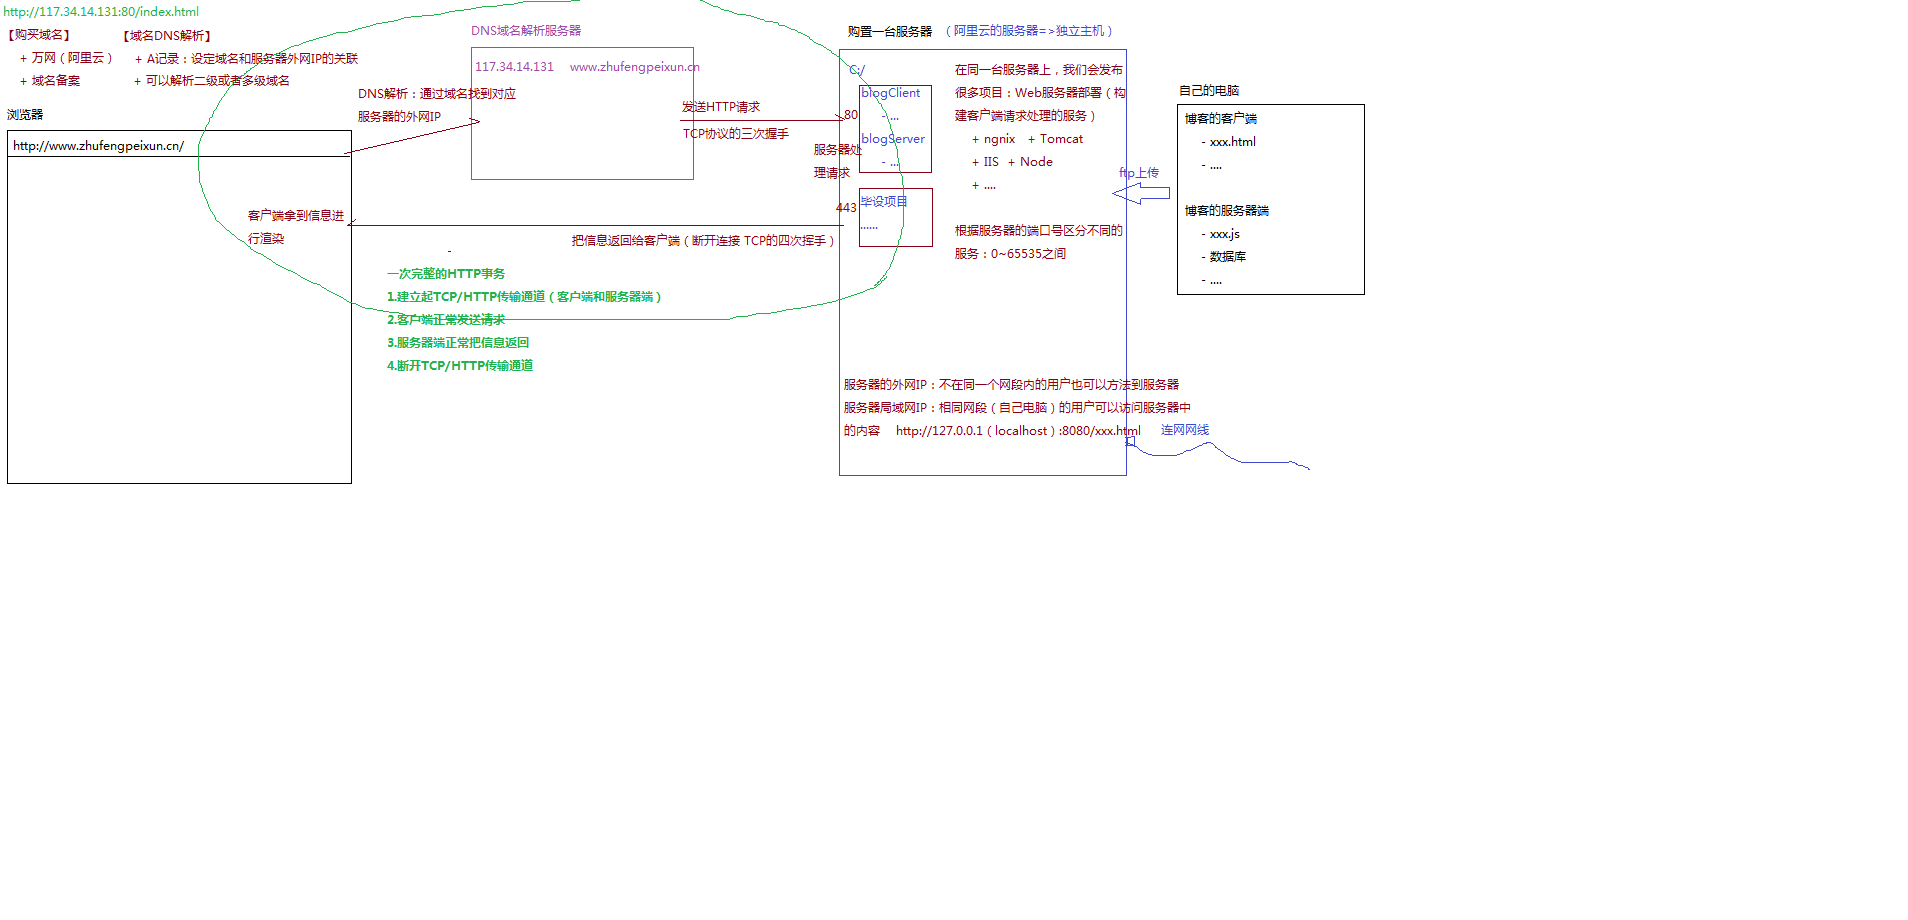 http://117.34.14.131:80/index.html
【购买域名】
+ 万网（阿里云）
+ 域名备案
【域名DNS解析】
+ A记录：设定域名和服务器外网IP的关联
+ 可以解析二级或者多级域名
浏览器
http://www.zhufengpeixun.cn/
DNS解析：通过域名找到对应
服务器的外网IP
DNS域名解析服务器
117.34.14.131 www.zhufengpeixun.cn
发送HTTP请求
TCP协议的三次握手
服务器处
理请求
客户端拿到信息进
行渲染
把信息返回给客户端（断开连接 TCP的四次挥手）
-
一次完整的HTTP事务
1.建立起TCP/HTTP传输通道（客户端和服务器端）
2.客户端正常发送请求
3.服务器端正常把信息返回
4.断开TCP/HTTP传输通道
购置一台服务器 （阿里云的服务器=>独立主机）
C:/
80
blogClient
- ...
blogServer
- ...
443
毕设项目
......
在同一台服务器上，我们会发布
很多项目：Web服务器部署（构
建客户端请求处理的服务）
+ ngnix + Tomcat
+ IIS + Node
+ ....
根据服务器的端口号区分不同的
服务：0~65535之间
服务器的外网IP：不在同一个网段内的用户也可以方法到服务器
服务器局域网IP：相同网段（自己电脑）的用户可以访问服务器中
的内容 http://127.0.0.1（localhost）:8080/xxx.html
连网网线
ftp上传
自己的电脑
博客的客户端
- xxx.html
- ....
博客的服务器端
- xxx.js
- 数据库
- ....